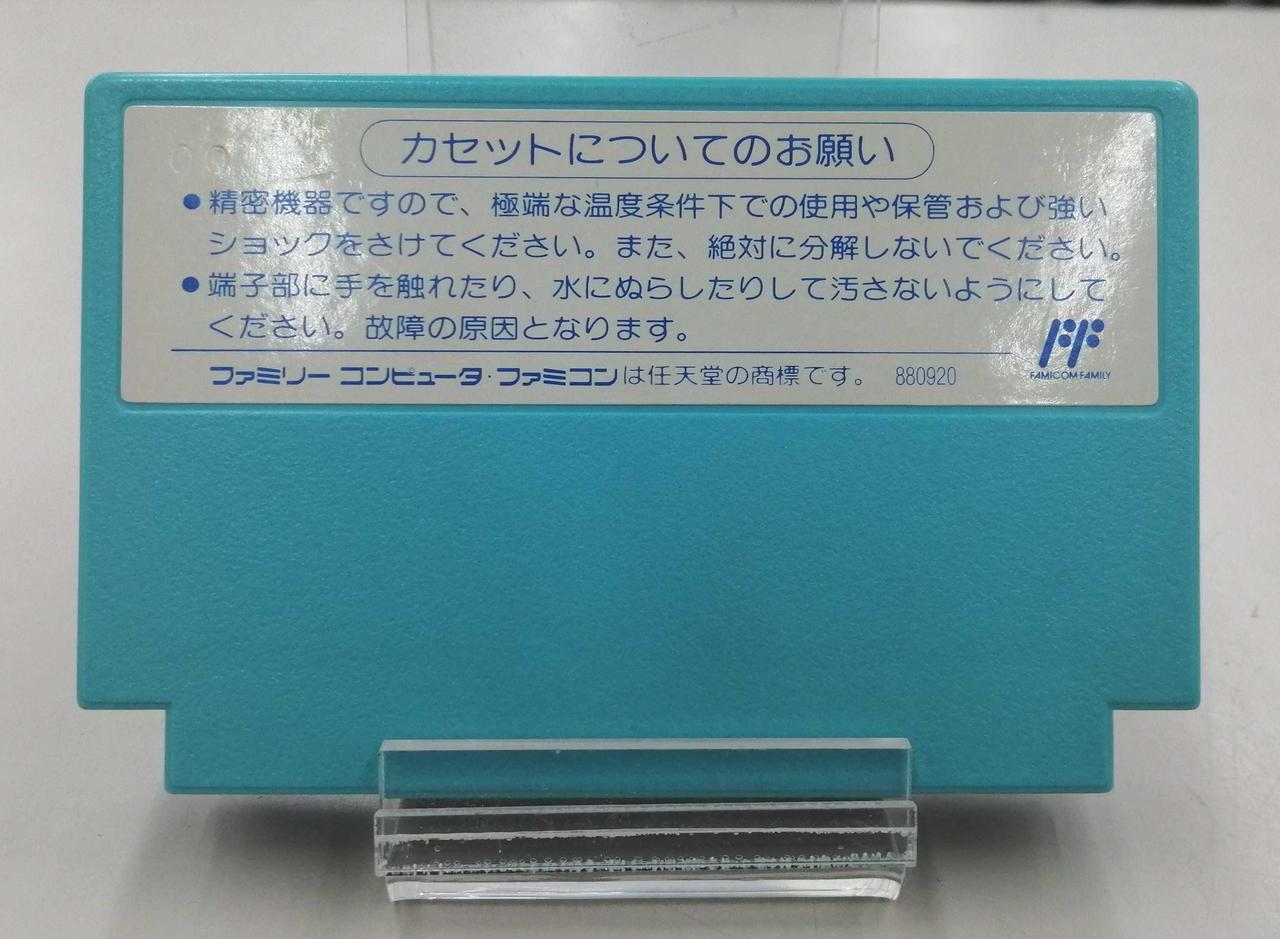 カセットについてのお願い
●精密機器ですので、極端な温度条件下での使用や保管および強い
ショックをさけてください。また、絶対に分解しないでください。
●端子部に手を触れたり、水にぬらしたりして汚さないようにして
ください。故障の原因となります。
FF
FAMICOM FAMILY
ファミリー コンピュータ・ファミコンは任天堂の商標です。 880920